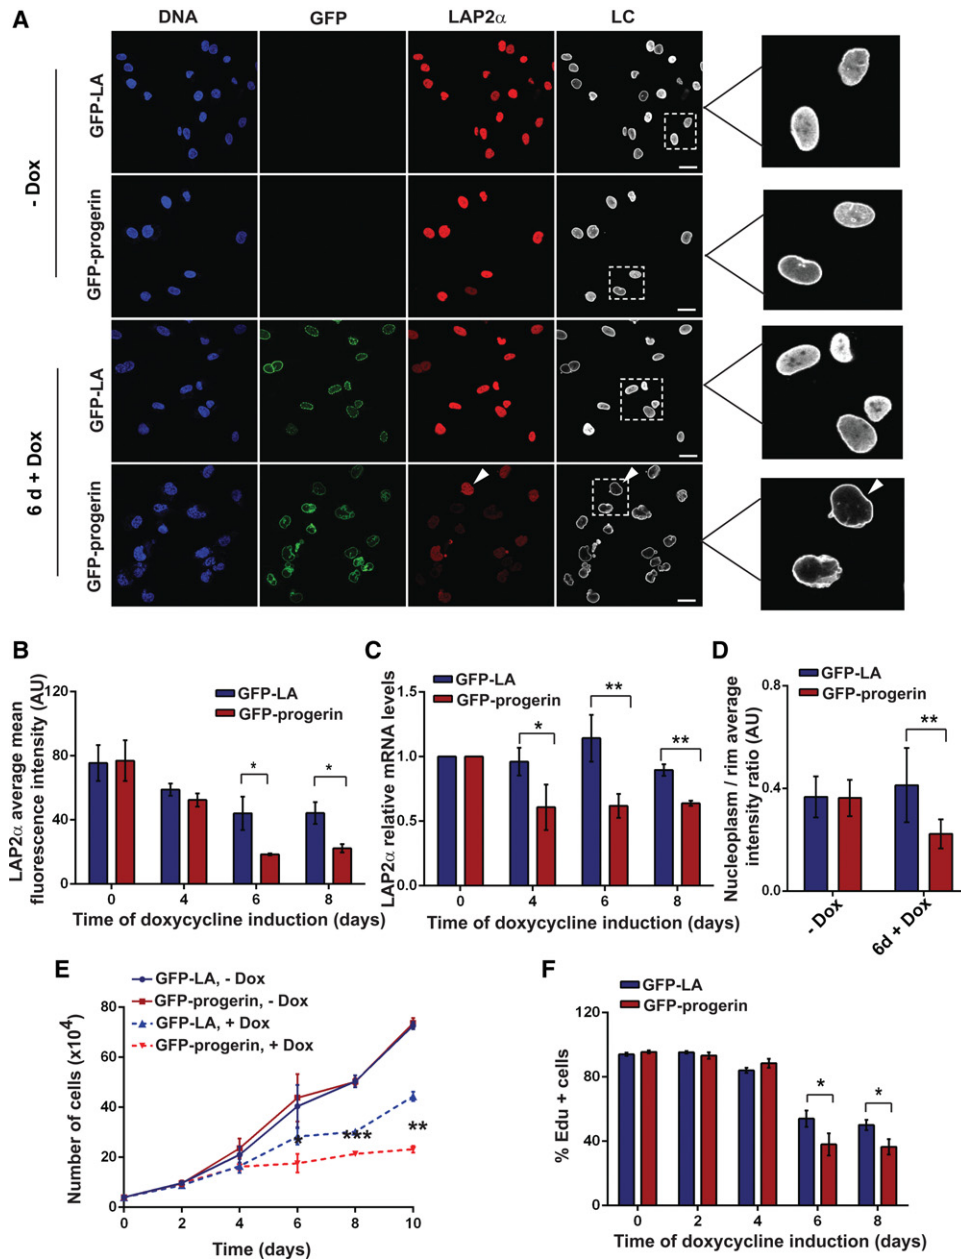 A
DNA
GFP
LAP2α
LC
- Dox
GFP-LA
GFP-progerin
6 d + Dox
GFP-LA
GFP-progerin
B
LAP2α average mean
fluorescence intensity (AU)
120
80
40
0
GFP-LA
GFP-progerin
*
*
0 4 6 8
Time of doxycycline induction (days)
C
LAP2α relative mRNA levels
1.5
1.0
0.5
0.0
GFP-LA
GFP-progerin
*
**
**
0 4 6 8
Time of doxycycline induction (days)
D
Nucleoplasm / rim average
intensity ratio (AU)
0.8
0.4
0.0
GFP-LA
GFP-progerin
**
- Dox
6d + Dox
E
GFP-LA, - Dox
GFP-progerin, - Dox
GFP-LA, + Dox
GFP-progerin, + Dox
Number of cells (x10⁴)
80
60
40
20
0
*
***
**
0 2 4 6 8 10
Time (days)
F
GFP-LA
GFP-progerin
% Edu + cells
120
80
40
0
*
*
0 2 4 6 8
Time of doxycycline induction (days)